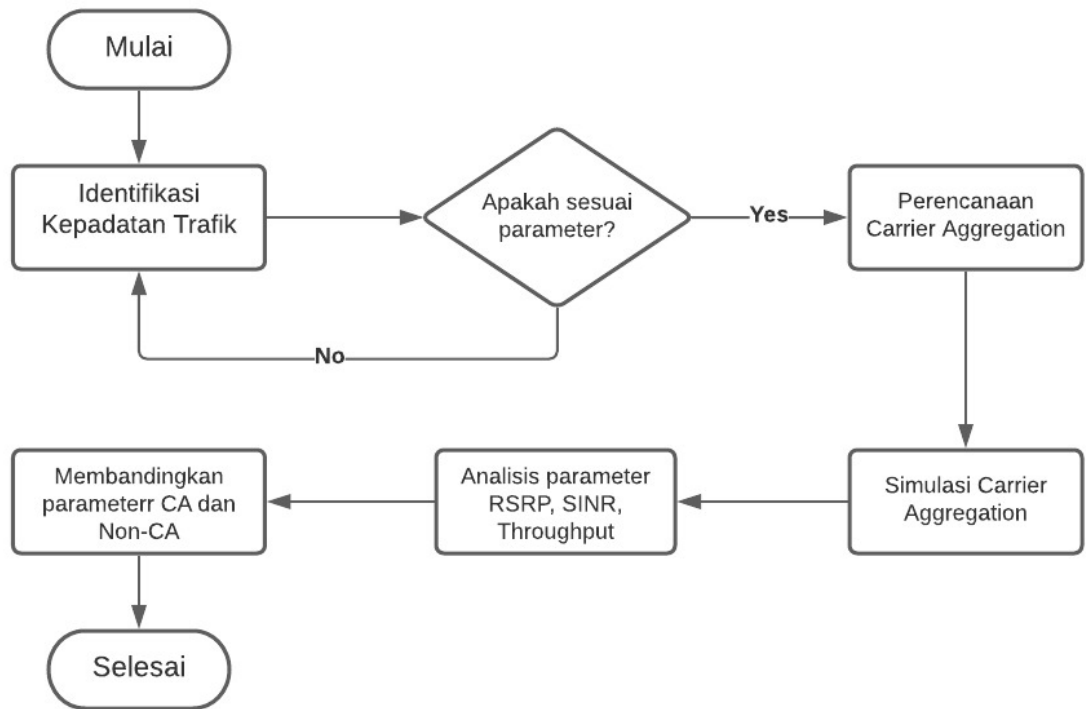 Mulai
Identifikasi
Kepadatan Trafik
Apakah sesuai
parameter?
Yes
Perencanaan
Carrier Aggregation
No
Simulasi Carrier
Aggregation
Analisis parameter
RSRP, SINR,
Throughput
Membandingkan
parameterr CA dan
Non-CA
Selesai